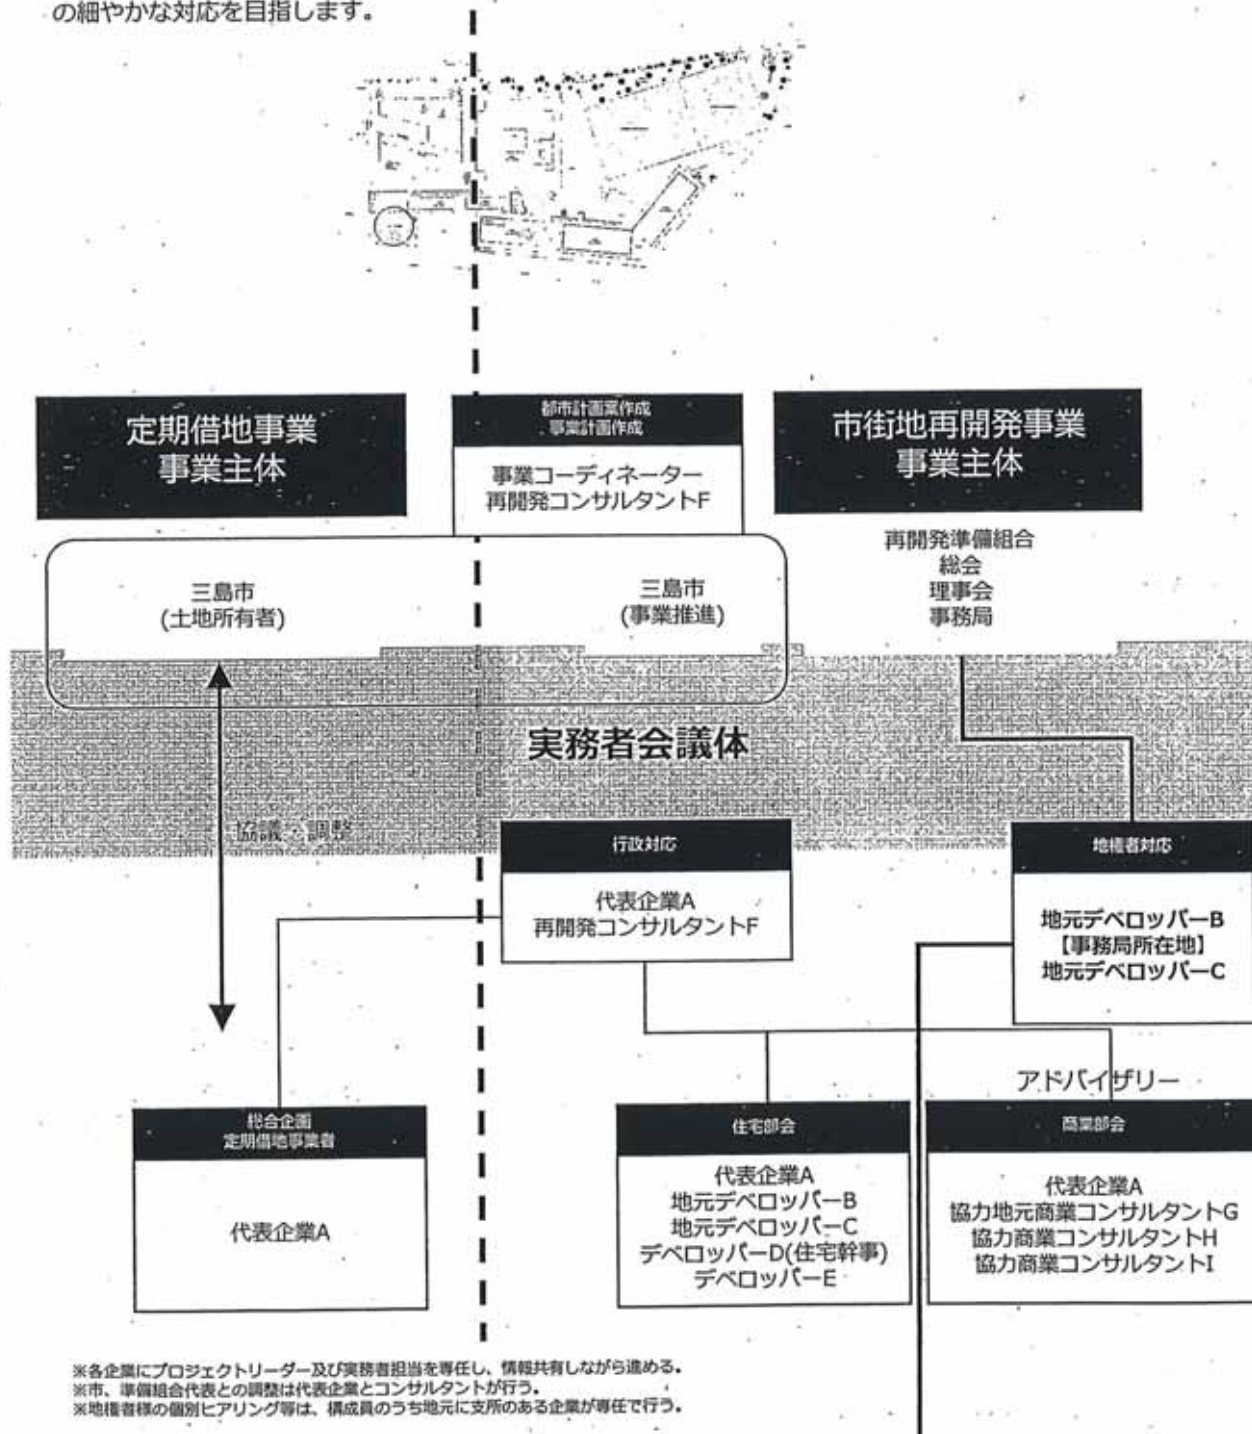 の細やかな対応を目指します。
定期借地事業
事業主体
都市計画案作成
事業計画作成
事業コーディネーター
再開発コンサルタントF
市街地再開発事業
事業主体
再開発準備組合
総会
理事会
事務局
三島市
(土地所有者)
三島市
(事業推進)
実務者会議体
協議・調整
行政対応
代表企業A
再開発コンサルタントF
地権者対応
地元デベロッパーB
【事務局所在地】
地元デベロッパーC
アドバイザリー
総合企画
定期借地事業者
代表企業A
住宅部会
代表企業A
地元デベロッパーB
地元デベロッパーC
デベロッパーD(住宅幹事)
デベロッパーE
商業部会
代表企業A
協力地元商業コンサルタントG
協力商業コンサルタントH
協力商業コンサルタントI
※各企業にプロジェクトリーダー及び実務者担当を専任し、情報共有しながら進める。
※市、準備組合代表との調整は代表企業とコンサルタントが行う。
※地権者様の個別ヒアリング等は、構成員のうち地元に支所のある企業が専任で行う。